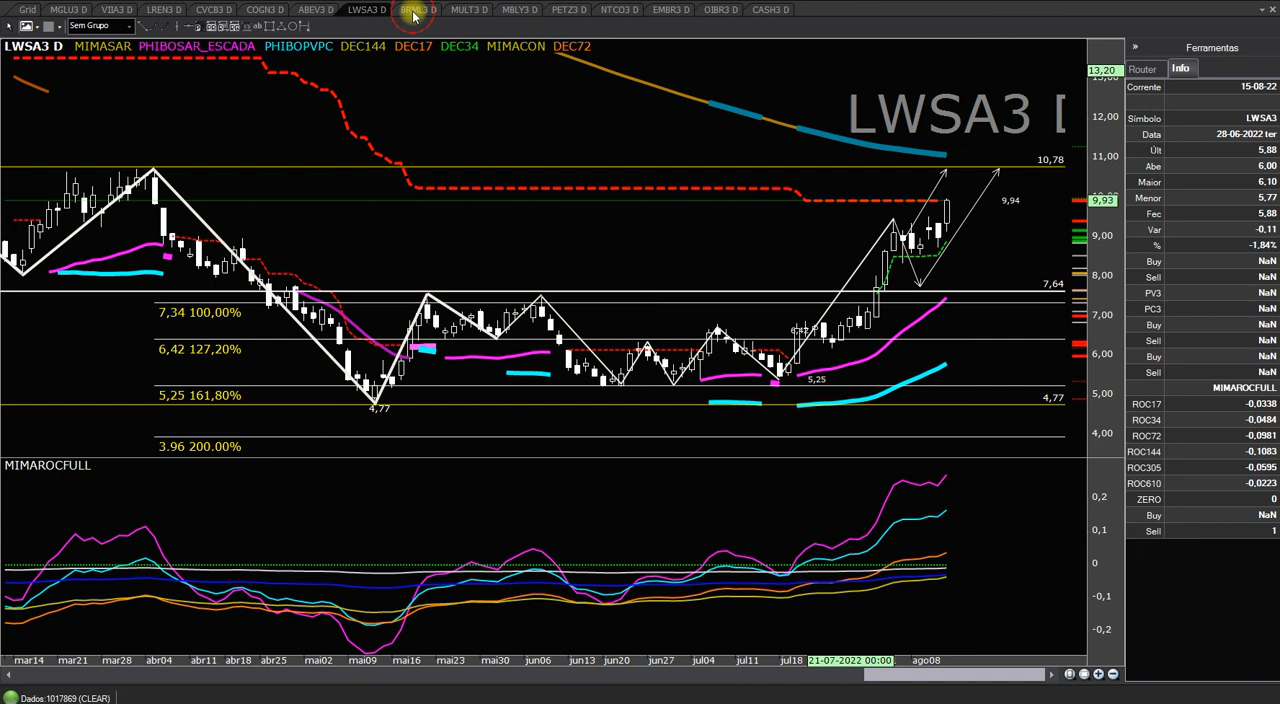 Grid MGLU3 D VIIA3 D LREN3 D CVCB3 D COGN3 D ABEV3 D LWSA3 D BRML3 D MULT3 D MBLY3 D PETZ3 D NTCO3 D EMBR3 D OIBR3 D CASH3 D
Sem Grupo
LWSA3 D MIMASAR PHIBOSAR_ESCADA PHIBOPVPC DEC144 DEC17 DEC34 MIMACON DEC72
LWSA3
13,20
12,00
11,00
10,78
9,94
9,93
9,00
8,00
7,64
7,34 100,00%
7,00
6,42 127,20%
6,00
5,25 161,80%
5,25
5,00
4,77
4,77
4,00
3.96 200.00%
MIMAROCFULL
0,2
0,1
0
-0,1
-0,2
mar14 mar21 mar28 abr04 abr11 abr18 abr25 mai02 mai09 mai16 mai23 mai30 jun06 jun13 jun20 jun27 jul04 jul11 jul18 21-07-2022 00:00 ago08
» Ferramentas
Router Info
Corrente 15-08-22
Símbolo LWSA3
Data 28-06-2022 ter
Últ 5,88
Abe 6,00
Maior 6,10
Menor 5,77
Fec 5,88
Var -0,11
% -1,84%
Buy NaN
Sell NaN
PV3 NaN
PC3 NaN
Buy NaN
Sell NaN
Buy NaN
Sell NaN
Buy NaN
Sell NaN
MIMAROCFULL
ROC17 -0,0338
ROC34 -0,0484
ROC72 -0,0981
ROC144 -0,1083
ROC305 -0,0595
ROC610 -0,0223
ZERO 0
Buy NaN
Sell 1
Dados:1017869 (CLEAR)